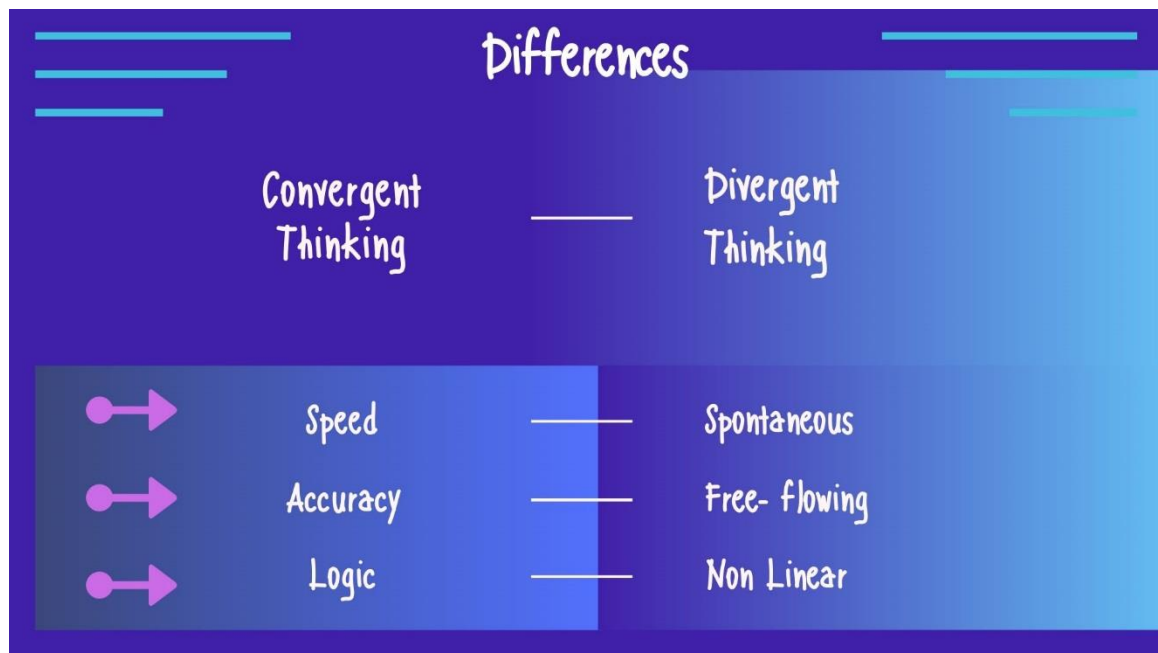 Differences
Convergent
Thinking
Divergent
Thinking
Speed
Spontaneous
Accuracy
Free- flowing
Logic
Non Linear